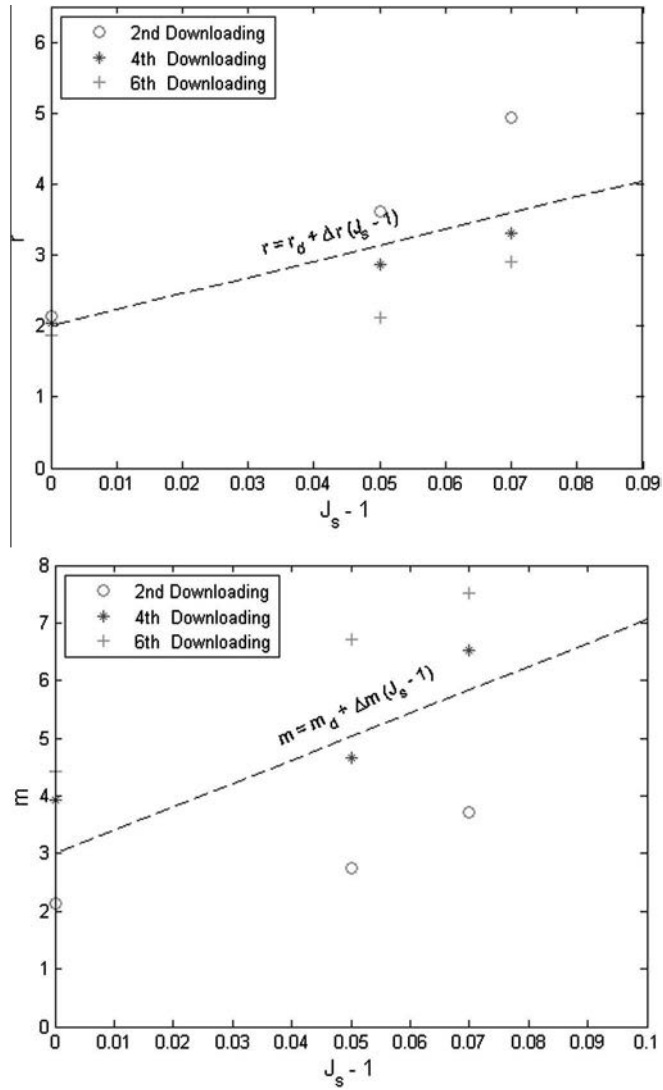 6
5
4
3
2
1
0
r
2nd Downloading
4th Downloading
6th Downloading
r = r_d + Δr (J_s - 1)
0 0.01 0.02 0.03 0.04 0.05 0.06 0.07 0.08 0.09
J_s - 1
8
7
6
5
4
3
2
1
0
m
2nd Downloading
4th Downloading
6th Downloading
m = m_d + Δm (J_s - 1)
0 0.01 0.02 0.03 0.04 0.05 0.06 0.07 0.08 0.09 0.1
J_s - 1